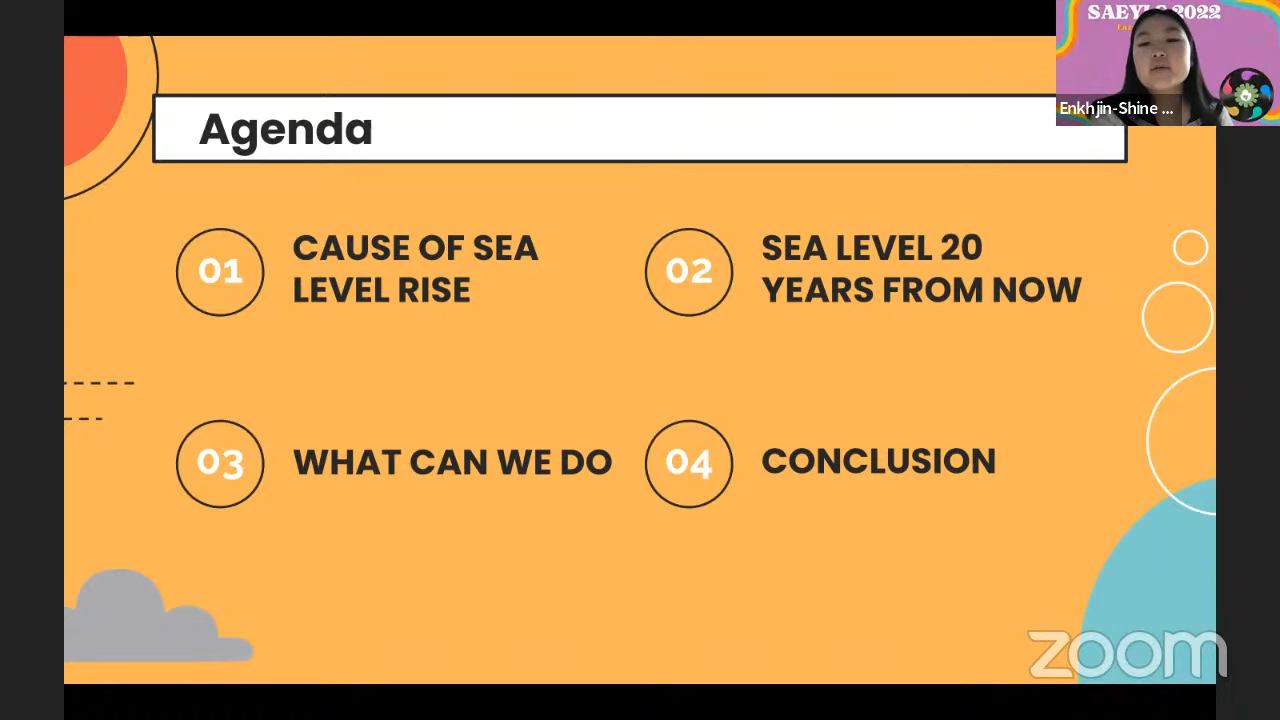 SAEYLS 2022
Enkhjin-Shine ...
Agenda
01
CAUSE OF SEA
LEVEL RISE
02
SEA LEVEL 20
YEARS FROM NOW
03
WHAT CAN WE DO
04
CONCLUSION
zoom